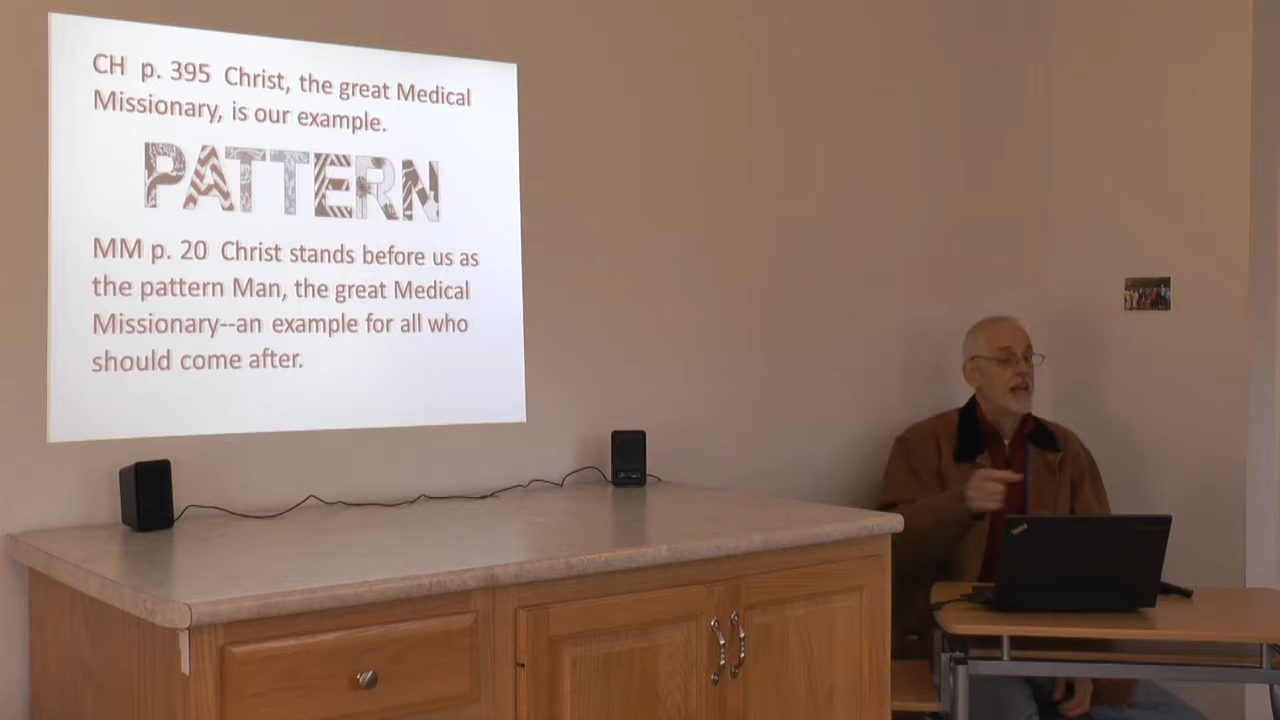 CH p. 395 Christ, the great Medical
Missionary, is our example.
PATTERN
MM p. 20 Christ stands before us as
the pattern Man, the great Medical
Missionary--an example for all who
should come after.
ThinkPad